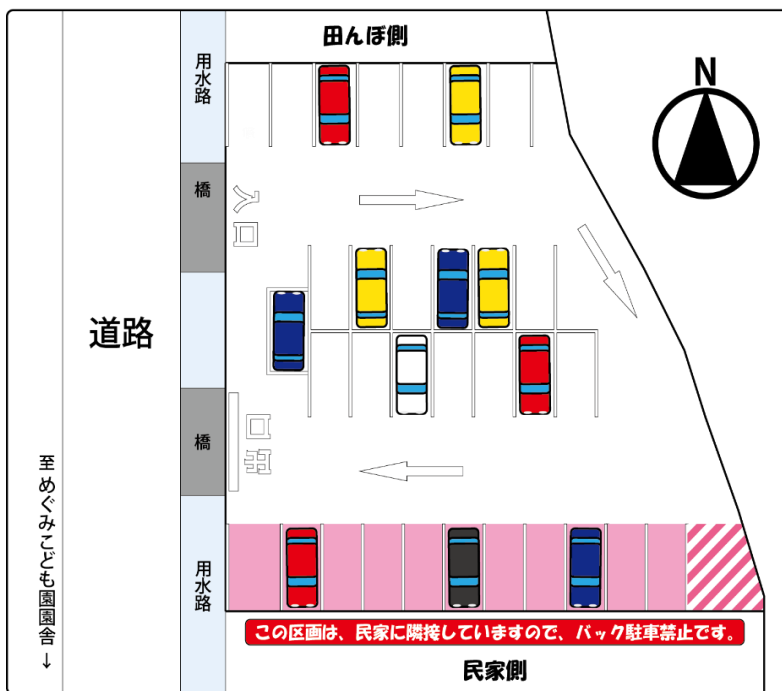 田んぼ側
用水路
N
橋
入口
道路
橋
出口
至 めぐみこども園園舎 ↓
用水路
この区画は、民家に隣接していますので、バック駐車禁止です。
民家側